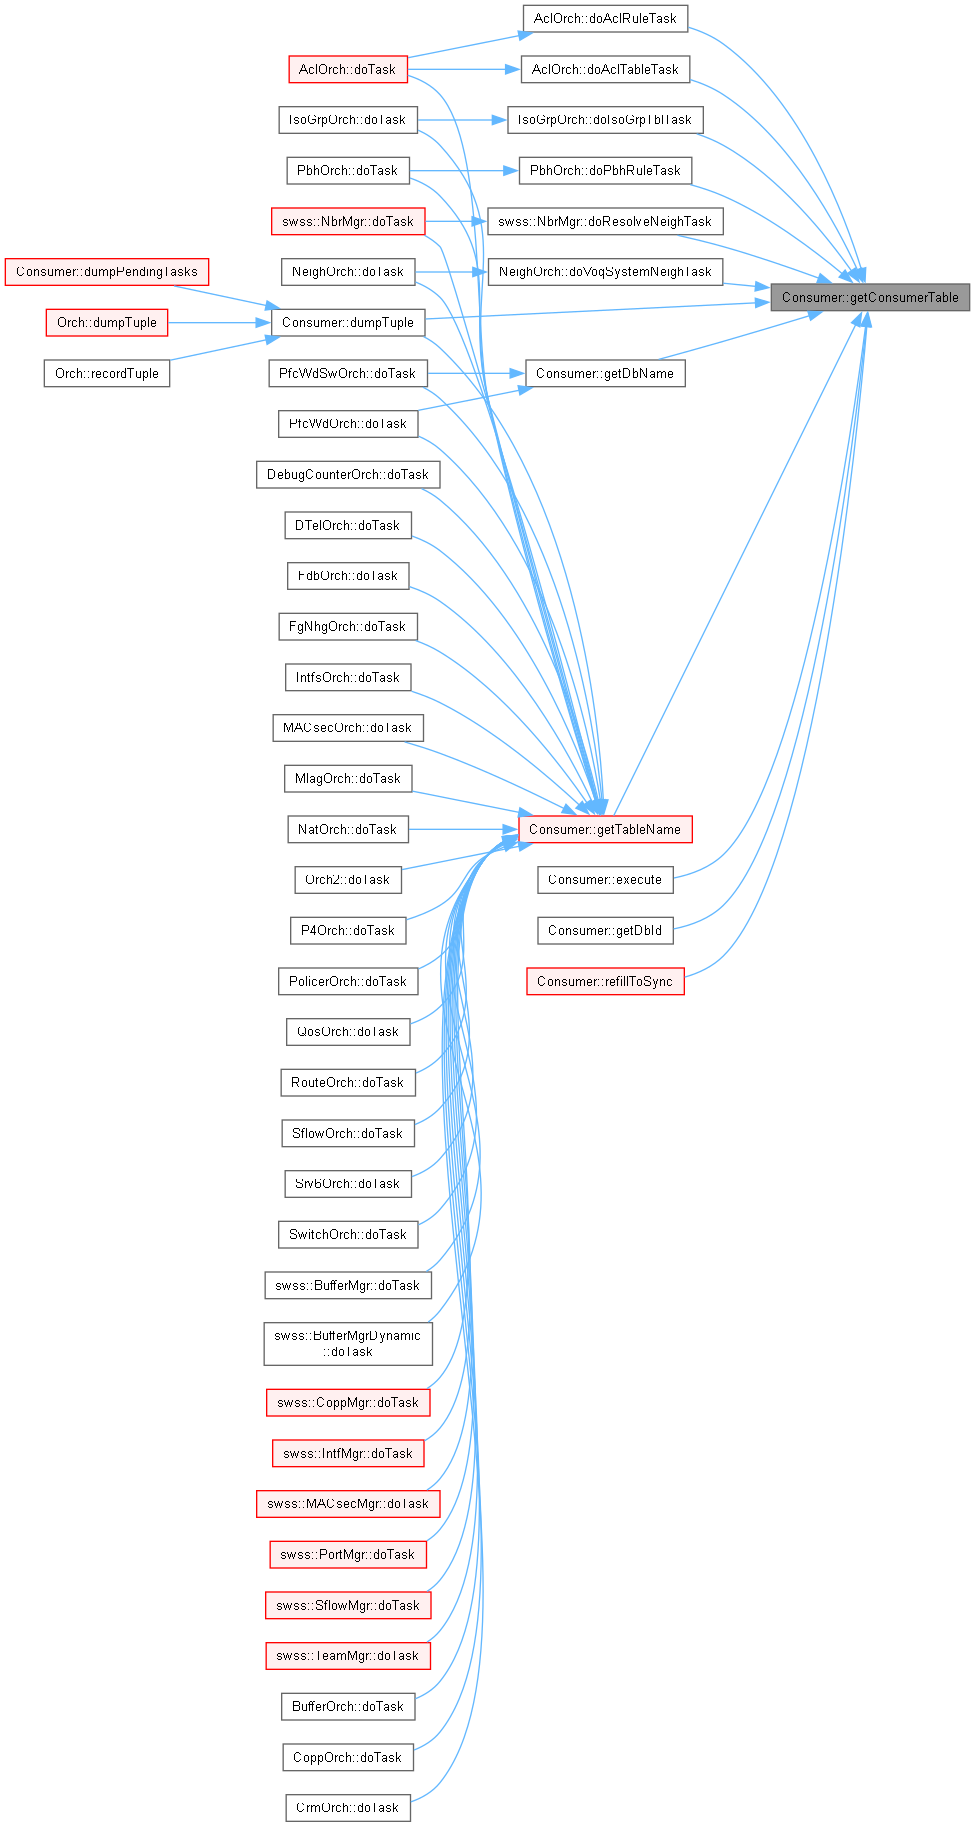 AclOrch::doAclRuleTask
AclOrch::doTask
AclOrch::doAclTableTask
IsoGrpOrch::doTask
IsoGrpOrch::doIsoGrpTblTask
PbhOrch::doTask
PbhOrch::doPbhRuleTask
swss::NbrMgr::doTask
swss::NbrMgr::doResolveNeighTask
Consumer::dumpPendingTasks
NeighOrch::doTask
NeighOrch::doVoqSystemNeighTask
Consumer::getConsumerTable
Orch::dumpTuple
Consumer::dumpTuple
Orch::recordTuple
PfcWdSwOrch::doTask
Consumer::getDbName
PfcWdOrch::doTask
DebugCounterOrch::doTask
DTelOrch::doTask
FdbOrch::doTask
FgNhgOrch::doTask
IntfsOrch::doTask
MACsecOrch::doTask
MlagOrch::doTask
NatOrch::doTask
Consumer::getTableName
Orch2::doTask
Consumer::execute
P4Orch::doTask
Consumer::getDbId
PolicerOrch::doTask
Consumer::refillToSync
QosOrch::doTask
RouteOrch::doTask
SflowOrch::doTask
Srv6Orch::doTask
SwitchOrch::doTask
swss::BufferMgr::doTask
swss::BufferMgrDynamic
::doTask
swss::CoppMgr::doTask
swss::IntfMgr::doTask
swss::MACsecMgr::doTask
swss::PortMgr::doTask
swss::SflowMgr::doTask
swss::TeamMgr::doTask
BufferOrch::doTask
CoppOrch::doTask
CrmOrch::doTask